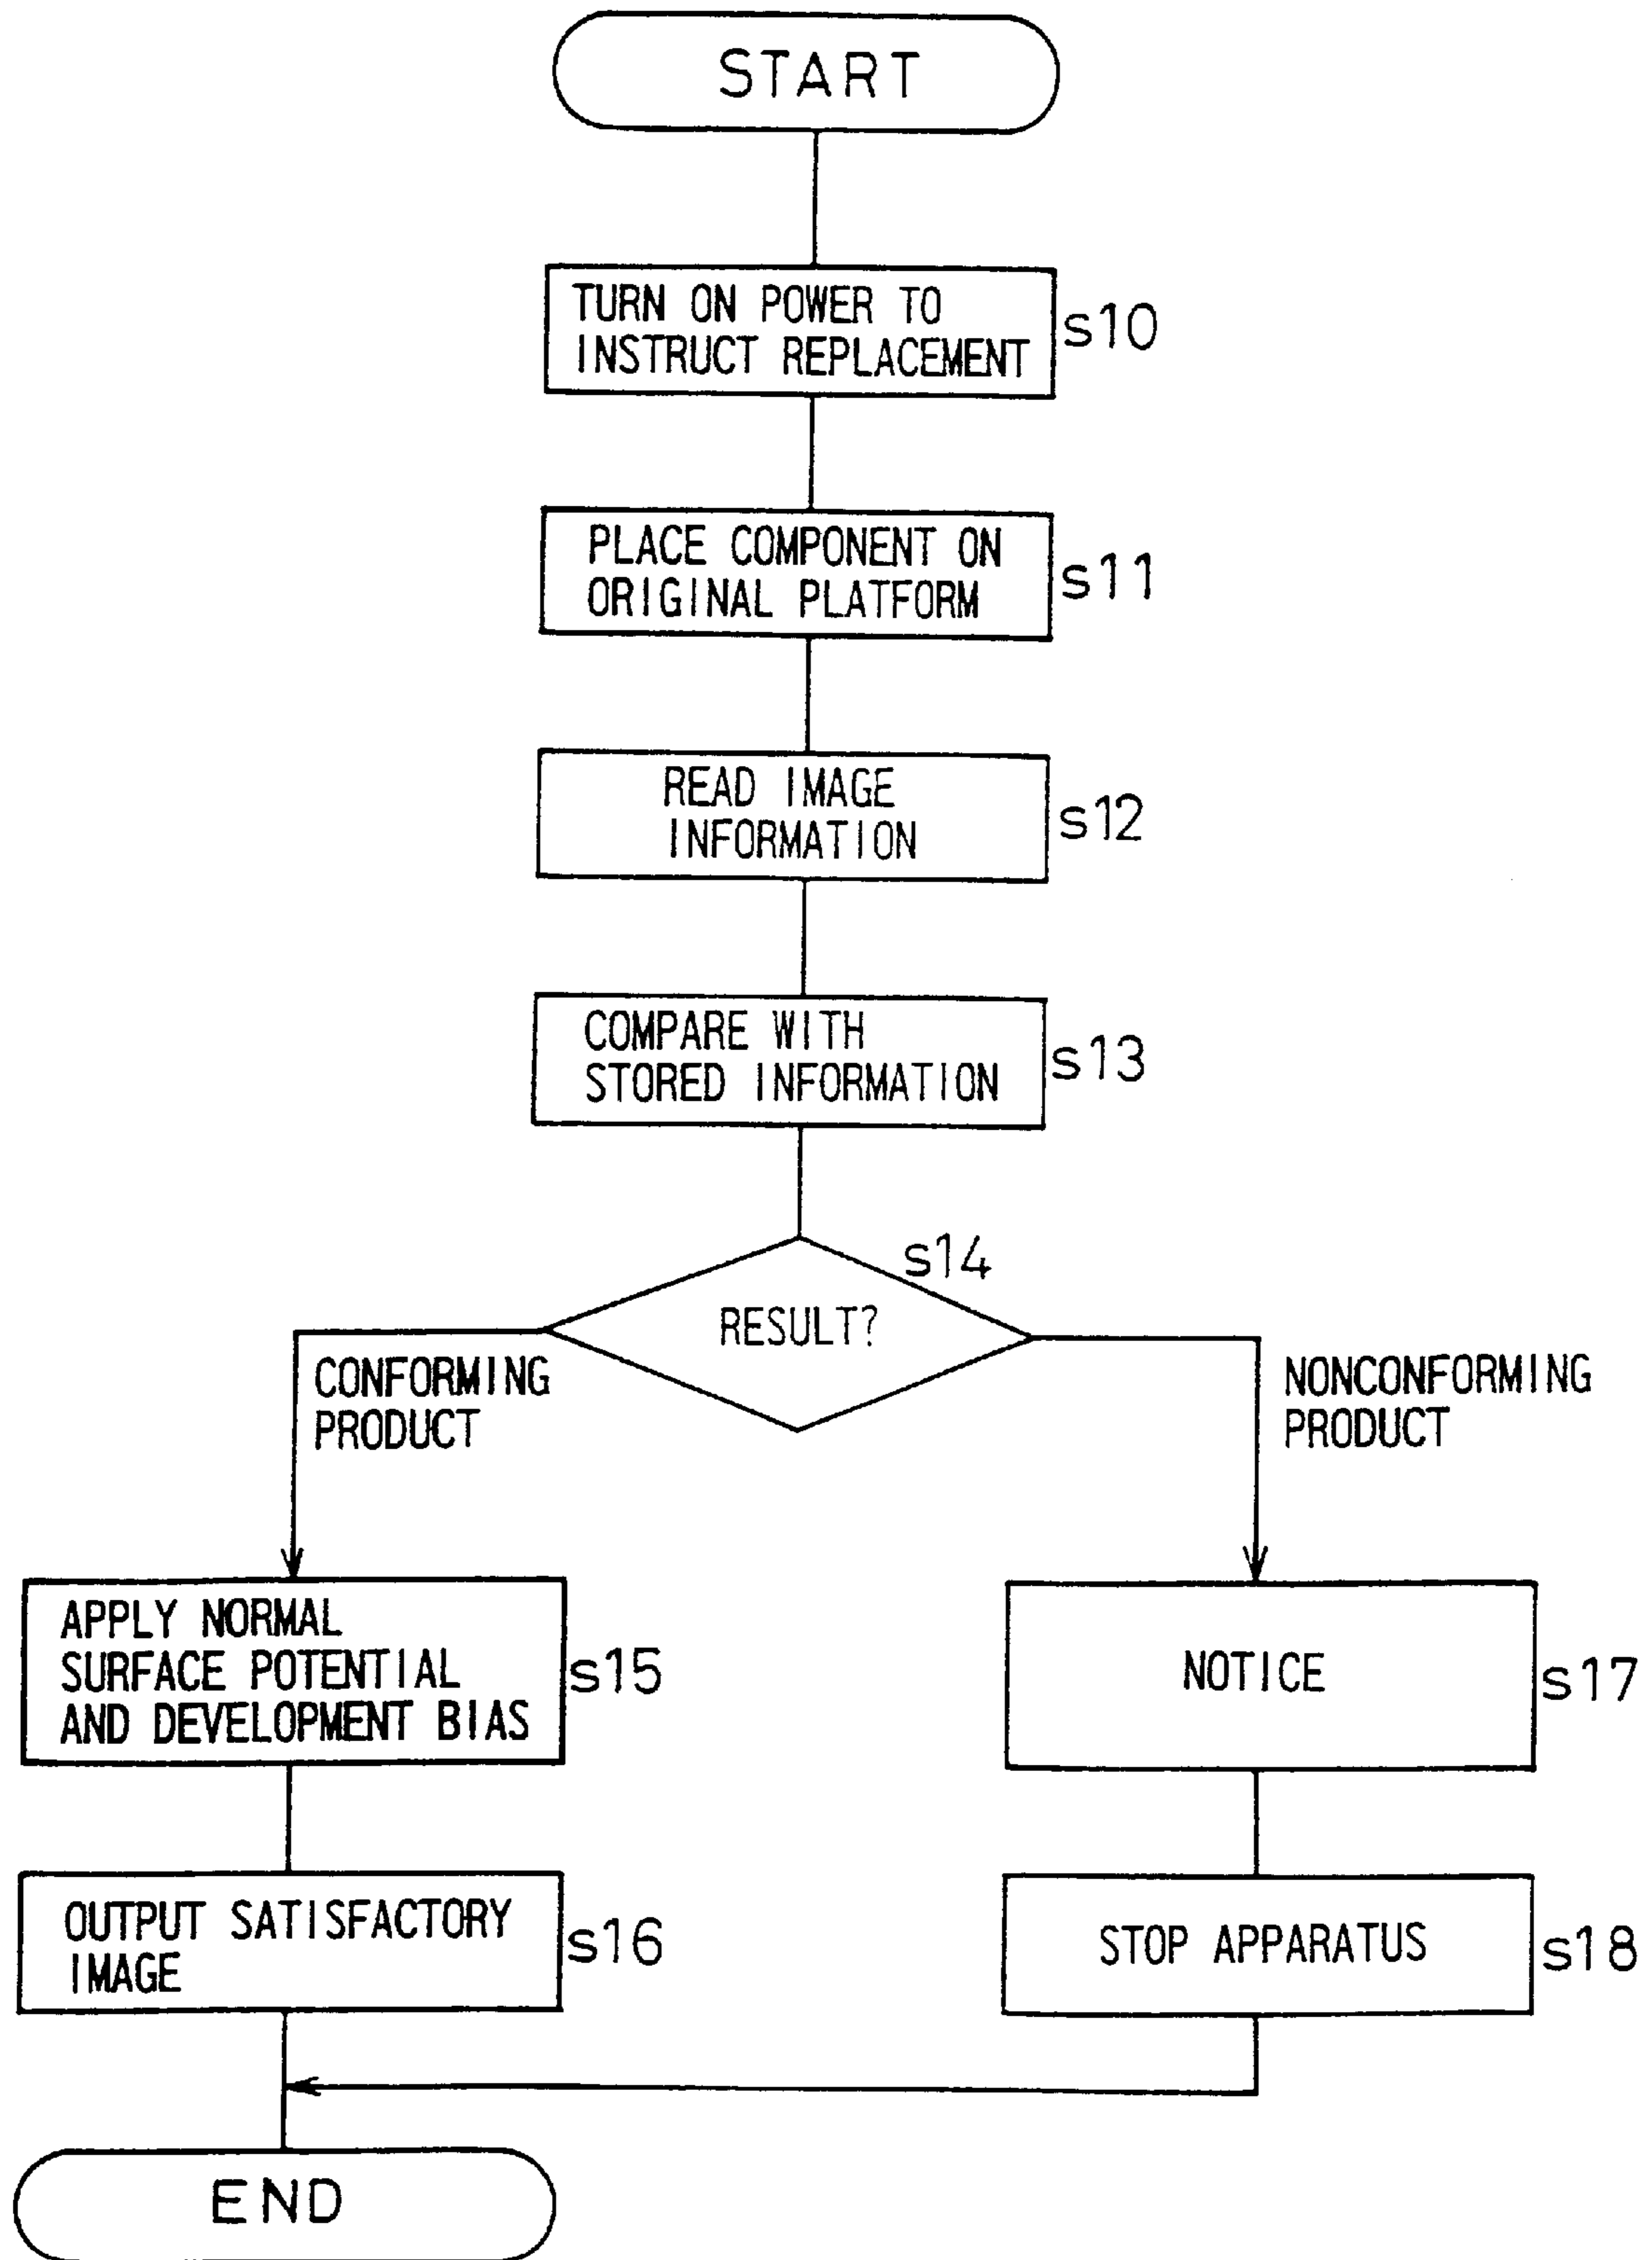 START
TURN ON POWER TO
INSTRUCT REPLACEMENT
s10
PLACE COMPONENT ON
ORIGINAL PLATFORM
s11
READ IMAGE
INFORMATION
s12
COMPARE WITH
STORED INFORMATION
s13
s14
RESULT?
CONFORMING
PRODUCT
NONCONFORMING
PRODUCT
APPLY NORMAL
SURFACE POTENTIAL
AND DEVELOPMENT BIAS
s15
NOTICE
s17
OUTPUT SATISFACTORY
IMAGE
s16
STOP APPARATUS
s18
END